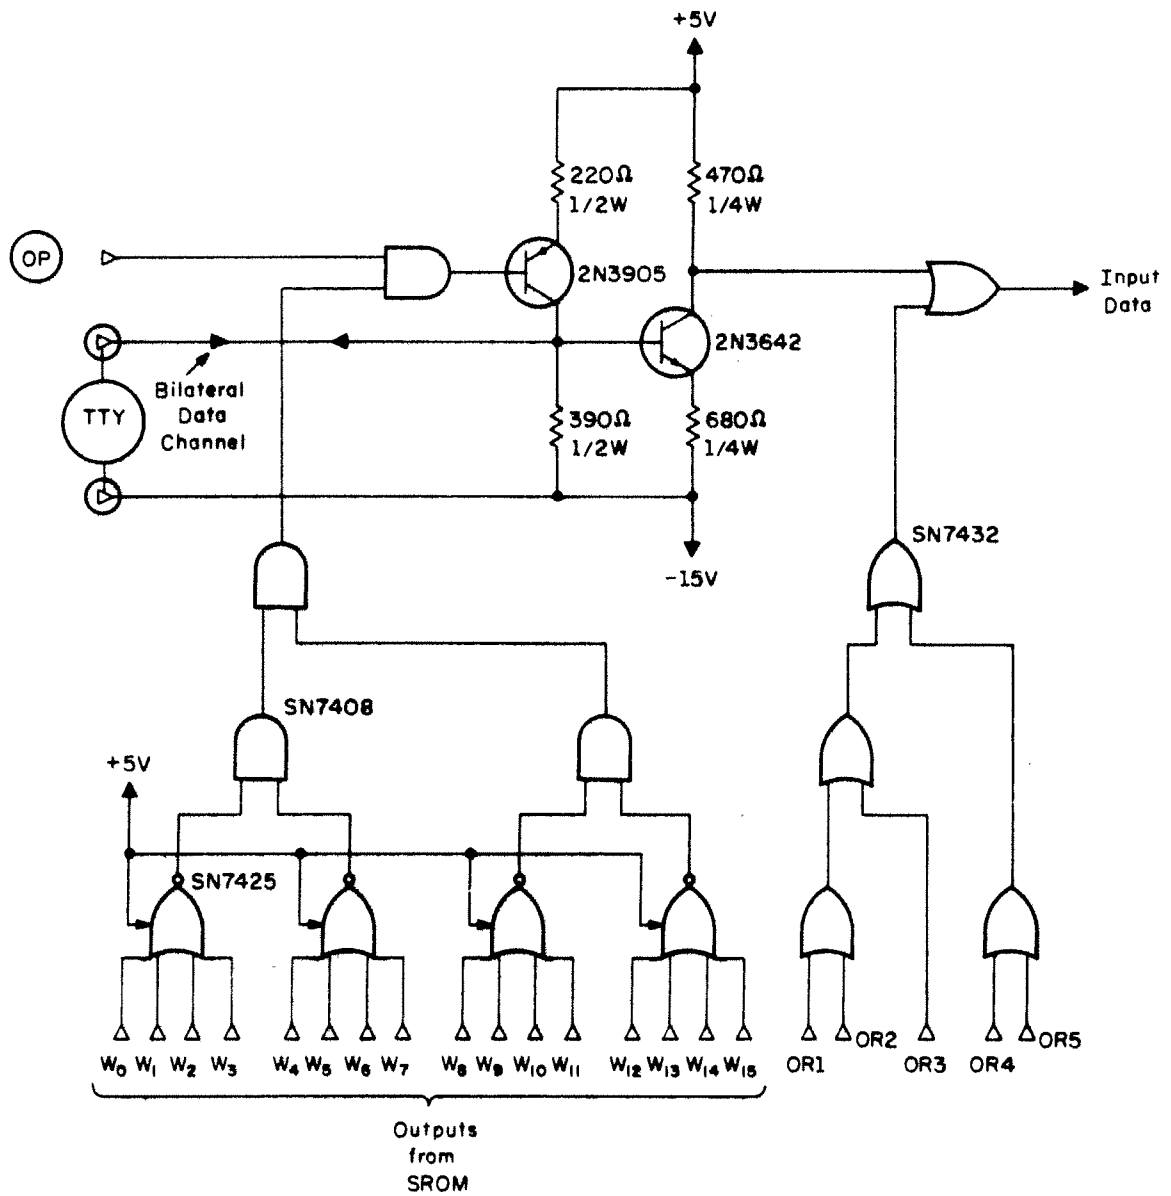 +5V
220Ω
1/2W
470Ω
1/4W
OP
2N3905
Input
Data
2N3642
Bilateral
Data
Channel
TTY
390Ω
1/2W
680Ω
1/4W
-15V
SN7432
SN7408
+5V
SN7425
W₀ W₁ W₂ W₃ W₄ W₅ W₆ W₇ W₈ W₉ W₁₀ W₁₁ W₁₂ W₁₃ W₁₄ W₁₅
OR1 OR2 OR3 OR4 OR5
Outputs
from
SROM